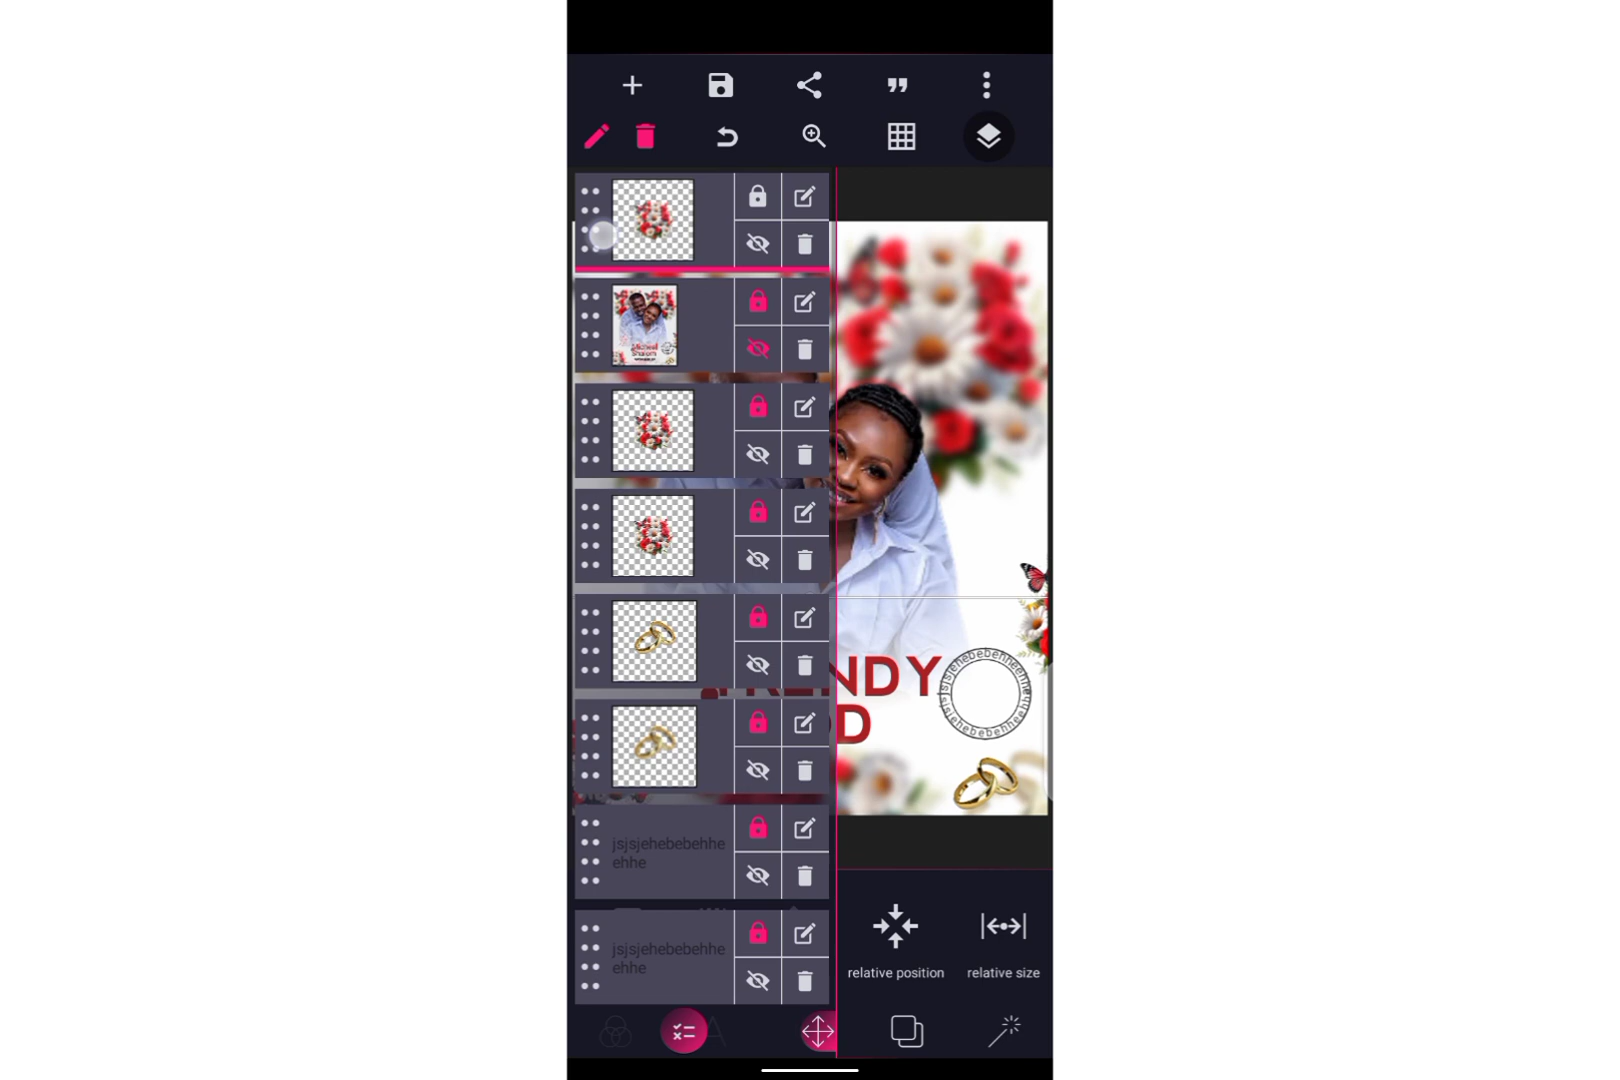 jsjsjehebebehhe
ehhe
jsjsjehebebehhe
ehhe
NDY
D
relative position
relative size